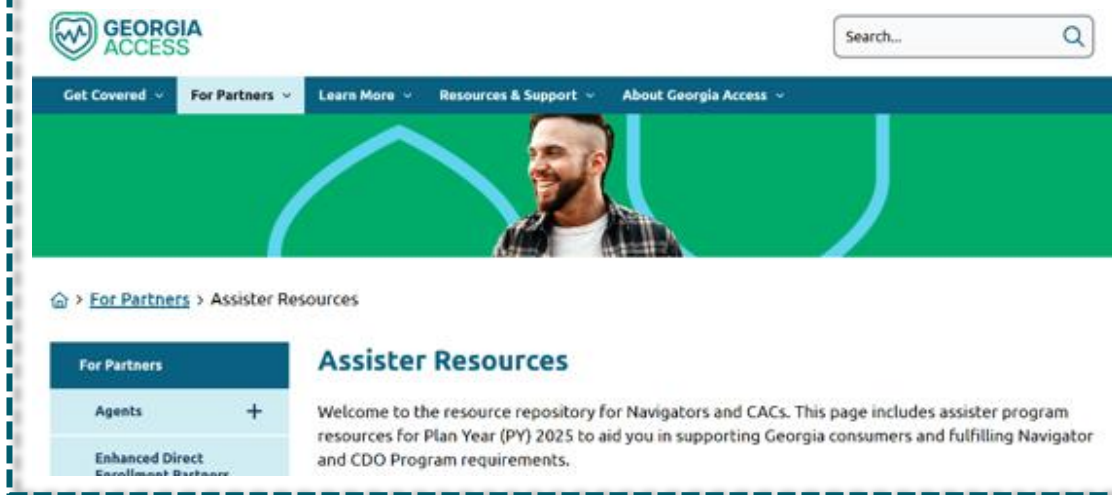 GEORGIA
ACCESS
Search...
Get Covered For Partners Learn More Resources & Support About Georgia Access
> For Partners > Assister Resources
For Partners
Agents +
Enhanced Direct
Enrollment Partners
Assister Resources
Welcome to the resource repository for Navigators and CACs. This page includes assister program
resources for Plan Year (PY) 2025 to aid you in supporting Georgia consumers and fulfilling Navigator
and CDO Program requirements.